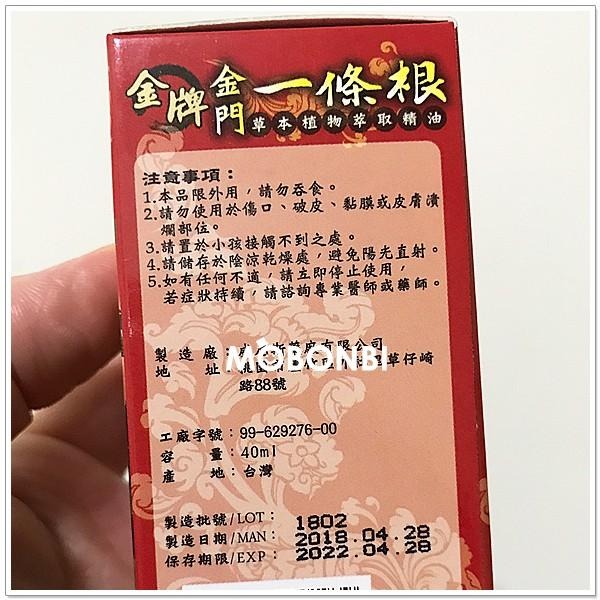 金牌金門一條根
草本植物萃取精油
注意事項：
1.本品限外用，請勿吞食。
2.請勿使用於傷口、破皮、黏膜或皮膚潰
爛部位。
3.請置於小孩接觸不到之處。
4.請儲存於陰涼乾燥處，避免陽光直射。
5.如有任何不適，請立即停止使用，
若症狀持續，請諮詢專業醫師或藥師。
製造廠：有限公司
MOBONBI
地址 草仔崎
路88號
工廠字號：99-629276-00
容量：40ml
產地：台灣
製造批號/LOT： 1802
製造日期/MAN： 2018.04.28
保存期限/EXP： 2022.04.28